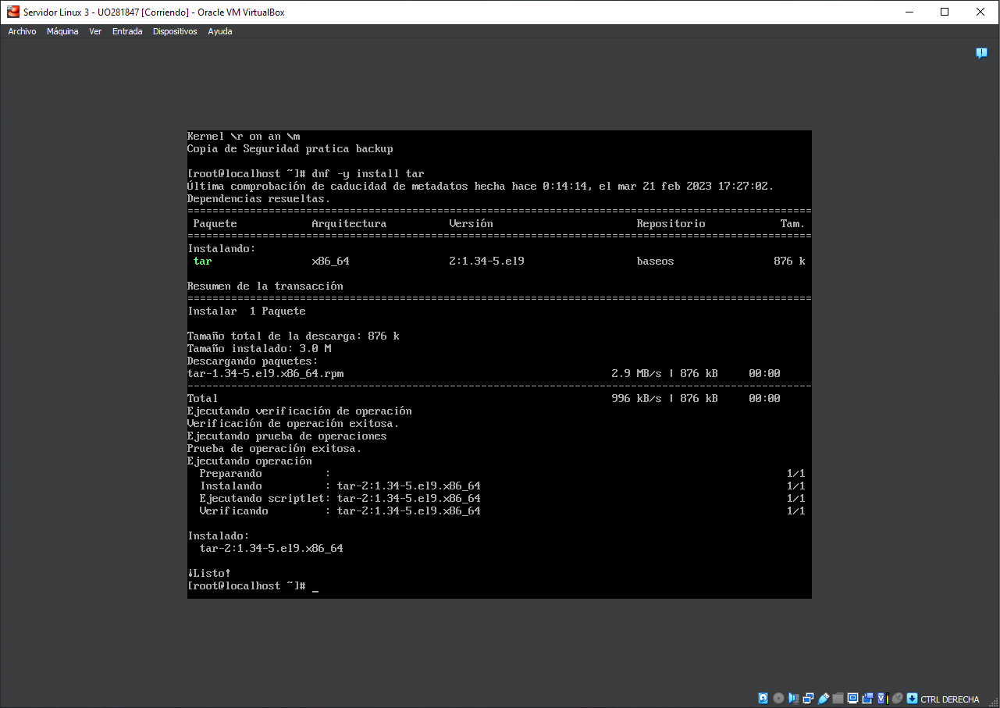 Servidor Linux 3 - UO281847 [Corriendo] - Oracle VM VirtualBox
Archivo Máquina Ver Entrada Dispositivos Ayuda
Kernel \r on an \m
Copia de Seguridad pratica backup
[root@localhost ~]# dnf -y install tar
Última comprobación de caducidad de metadatos hecha hace 0:14:14, el mar 21 feb 2023 17:27:02.
Dependencias resueltas.
====================================================================================================
Paquete Arquitectura Versión Repositorio Tam.
====================================================================================================
Instalando:
tar x86_64 2:1.34-5.el9 baseos 876 k
Resumen de la transacción
====================================================================================================
Instalar 1 Paquete
Tamaño total de la descarga: 876 k
Tamaño instalado: 3.0 M
Descargando paquetes:
tar-1.34-5.el9.x86_64.rpm 2.9 MB/s | 876 kB 00:00
----------------------------------------------------------------------------------------------------
Total 996 kB/s | 876 kB 00:00
Ejecutando verificación de operación
Verificación de operación exitosa.
Ejecutando prueba de operaciones
Prueba de operación exitosa.
Ejecutando operación
Preparando : 1/1
Instalando : tar-2:1.34-5.el9.x86_64 1/1
Ejecutando scriptlet: tar-2:1.34-5.el9.x86_64 1/1
Verificando : tar-2:1.34-5.el9.x86_64 1/1
Instalado:
tar-2:1.34-5.el9.x86_64
¡Listo!
[root@localhost ~]# _
CTRL DERECHA